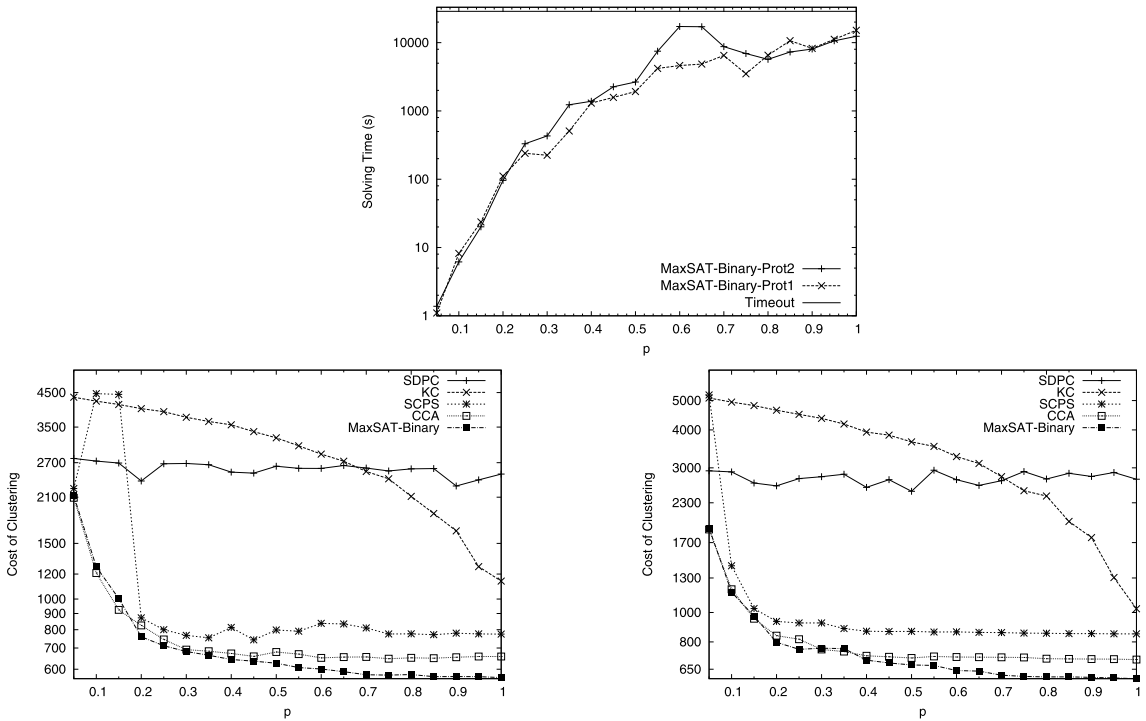 10000
1000
100
10
1
Solving Time (s)
MaxSAT-Binary-Prot2
MaxSAT-Binary-Prot1
Timeout
0.1 0.2 0.3 0.4 0.5 0.6 0.7 0.8 0.9 1
p
4500
3500
2700
2100
1500
1200
1000
900
800
700
600
Cost of Clustering
SDPC
KC
SCPS
CCA
MaxSAT-Binary
0.1 0.2 0.3 0.4 0.5 0.6 0.7 0.8 0.9 1
p
5000
4000
3000
2300
1700
1300
1000
800
650
Cost of Clustering
SDPC
KC
SCPS
CCA
MaxSAT-Binary
0.1 0.2 0.3 0.4 0.5 0.6 0.7 0.8 0.9 1
p